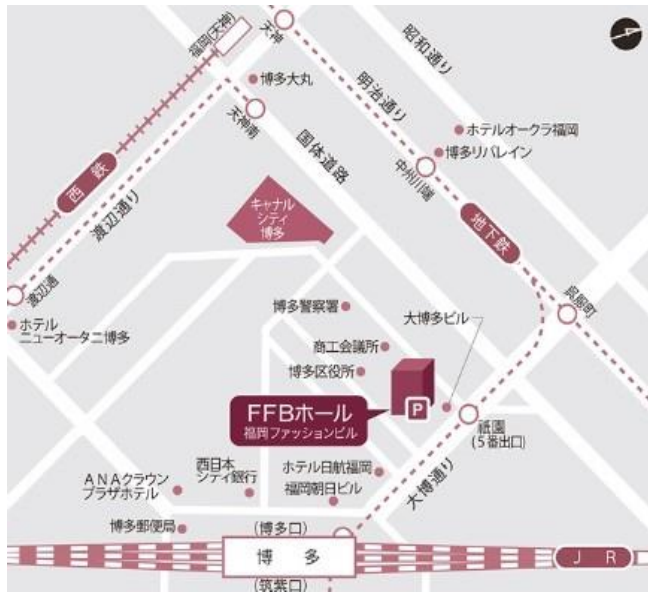 福岡(天神)
天神
昭和通り
博多大丸
明治通り
天神南
ホテルオークラ福岡
国体道路
博多リバレイン
中州川端
西鉄
渡辺通り
キャナル
シティ
博多
地下鉄
渡辺通
呉服町
ホテル
ニューオータニ博多
博多警察署
大博多ビル
商工会議所
博多区役所
FFBホール
福岡ファッションビル
P
祇園
(5番出口)
大博通り
西日本
シティ銀行
ホテル日航福岡
ANAクラウン
プラザホテル
福岡朝日ビル
博多郵便局
(博多口)
博多
JR
(筑紫口)